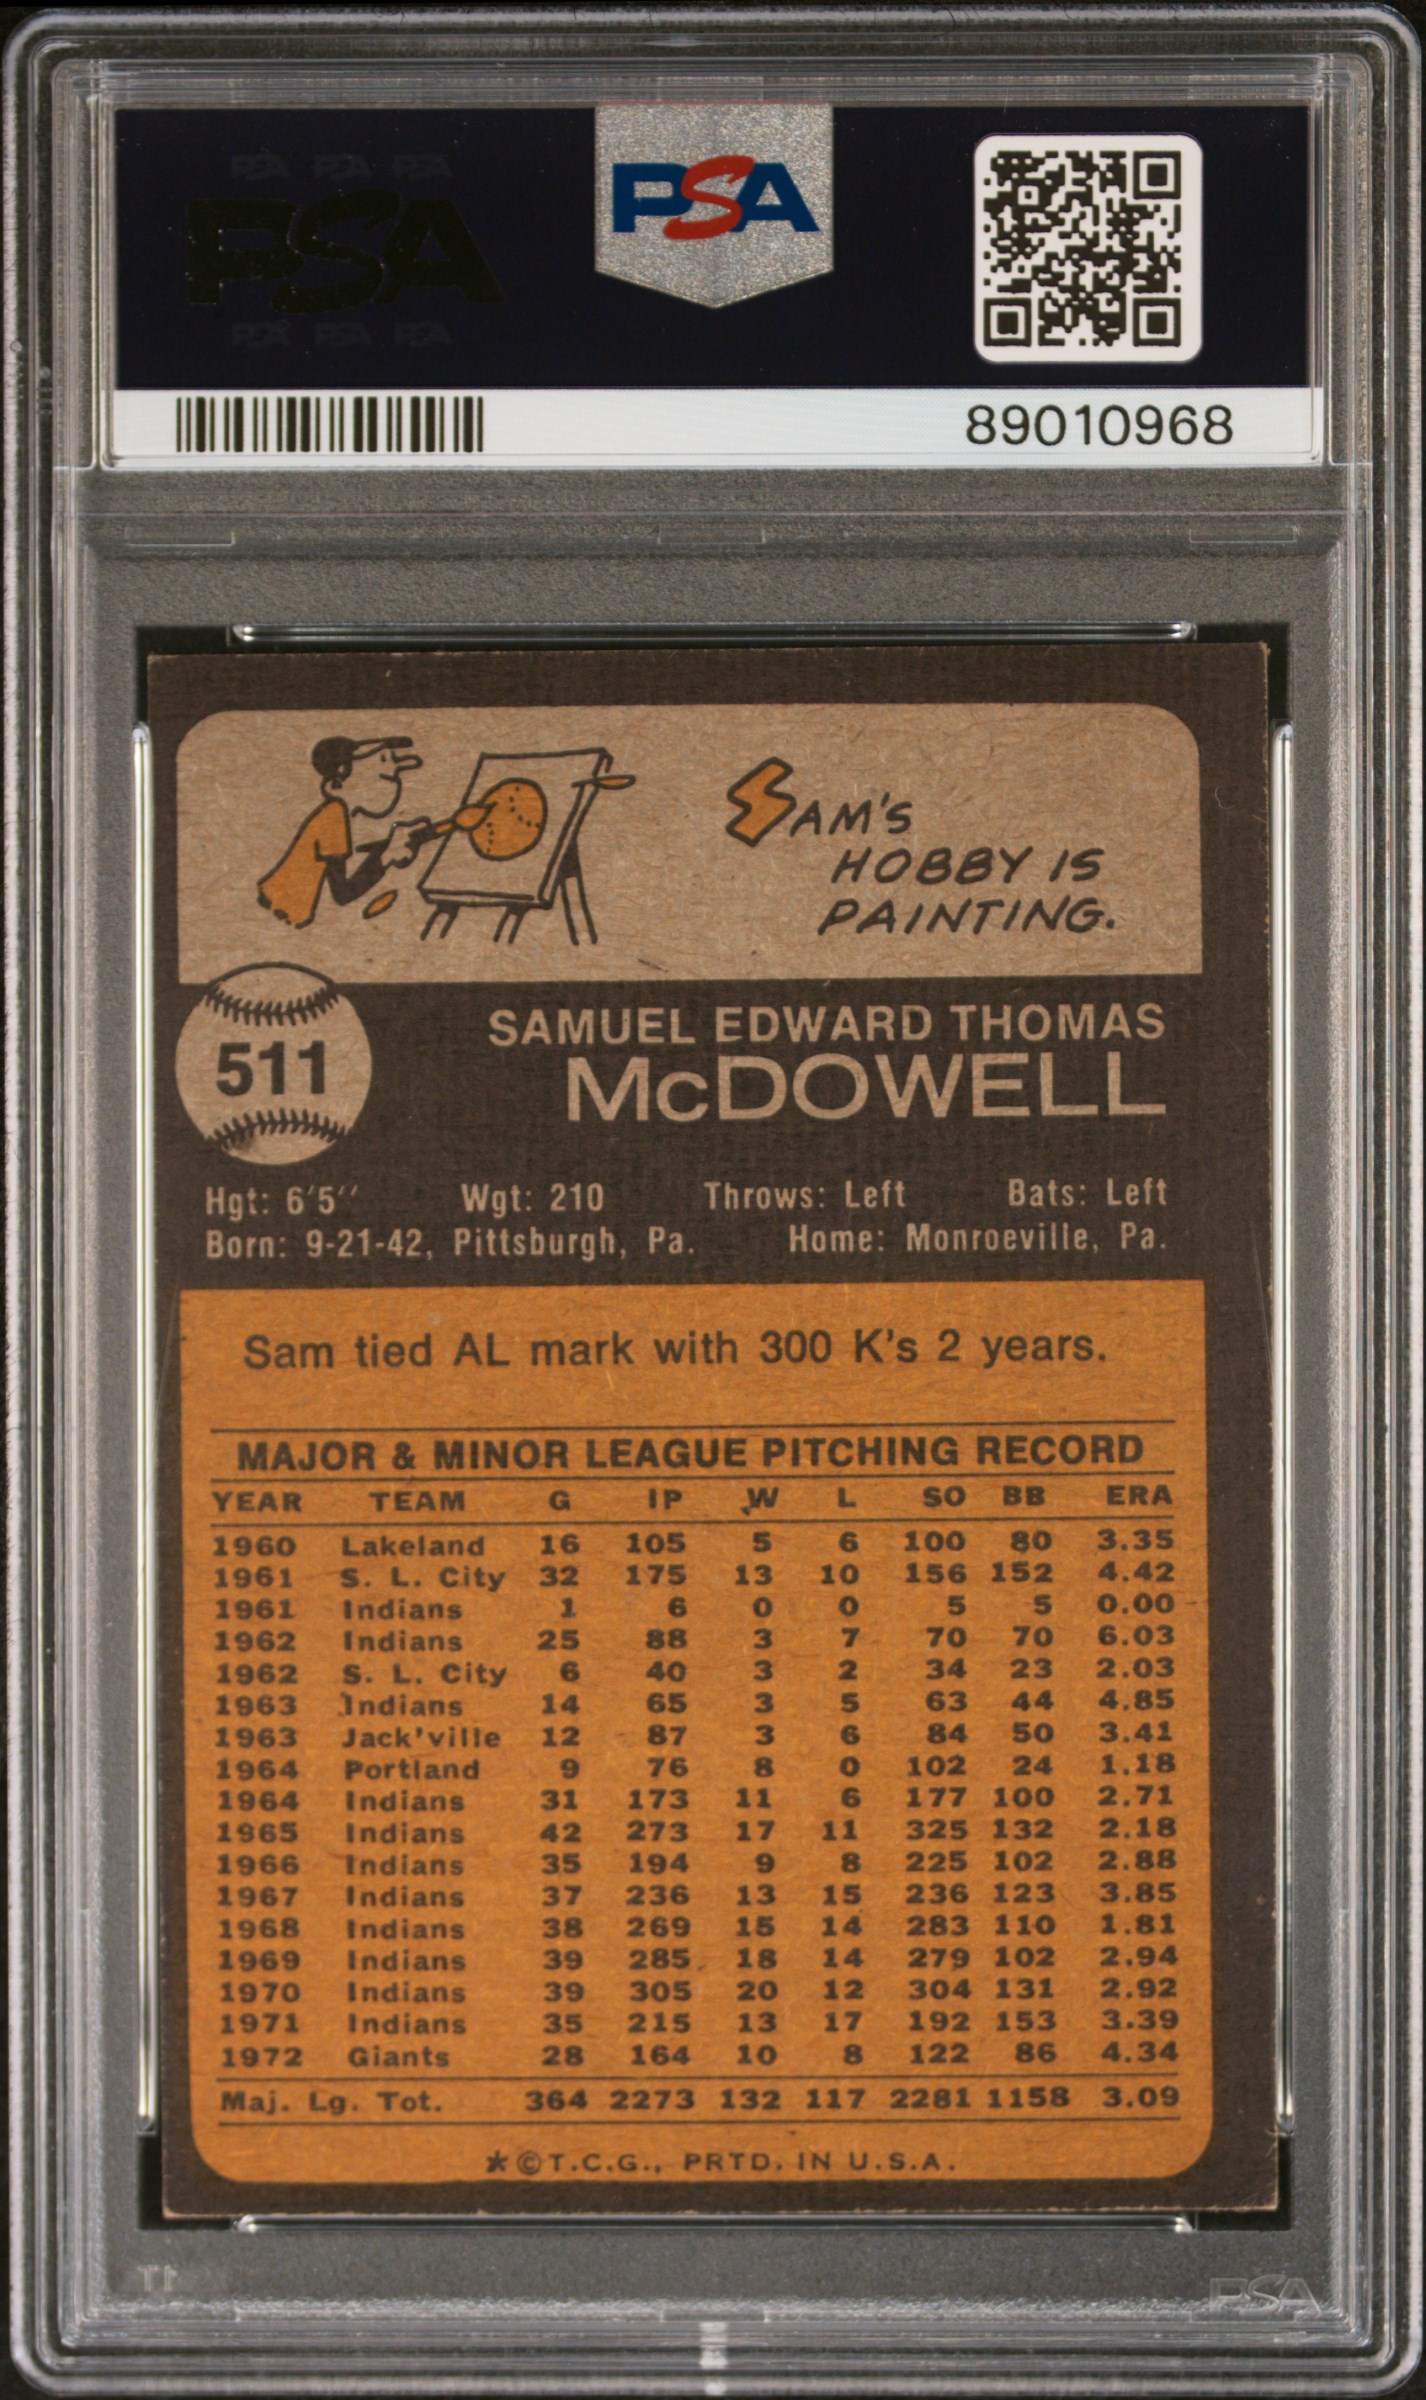 PSA PSA PSA
PSA
PSA PSA PSA
PSA
89010968
SAM'S
HOBBY IS
PAINTING.
511
SAMUEL EDWARD THOMAS
McDOWELL
Hgt: 6'5'' Wgt: 210 Throws: Left Bats: Left
Born: 9-21-42, Pittsburgh, Pa. Home: Monroeville, Pa.
Sam tied AL mark with 300 K's 2 years.
MAJOR & MINOR LEAGUE PITCHING RECORD
YEAR TEAM G IP W L SO BB ERA
1960 Lakeland 16 105 5 6 100 80 3.35
1961 S. L. City 32 175 13 10 156 152 4.42
1961 Indians 1 6 0 0 5 5 0.00
1962 Indians 25 88 3 7 70 70 6.03
1962 S. L. City 6 40 3 2 34 23 2.03
1963 Indians 14 65 3 5 63 44 4.85
1963 Jack'ville 12 87 3 6 84 50 3.41
1964 Portland 9 76 8 0 102 24 1.18
1964 Indians 31 173 11 6 177 100 2.71
1965 Indians 42 273 17 11 325 132 2.18
1966 Indians 35 194 9 8 225 102 2.88
1967 Indians 37 236 13 15 236 123 3.85
1968 Indians 38 269 15 14 283 110 1.81
1969 Indians 39 285 18 14 279 102 2.94
1970 Indians 39 305 20 12 304 131 2.92
1971 Indians 35 215 13 17 192 153 3.39
1972 Giants 28 164 10 8 122 86 4.34
Maj. Lg. Tot. 364 2273 132 117 2281 1158 3.09
*©T.C.G., PRTD. IN U.S.A.
PSA